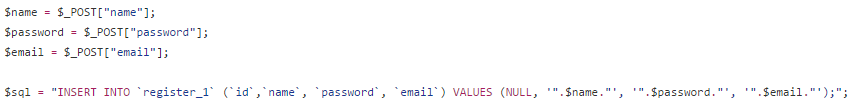 $name = $_POST["name"];
$password = $_POST["password"];
$email = $_POST["email"];
$sql = "INSERT INTO `register_1` (`id`,`name`, `password`, `email`) VALUES (NULL, '".$name."', '".$password."', '".$email."');";